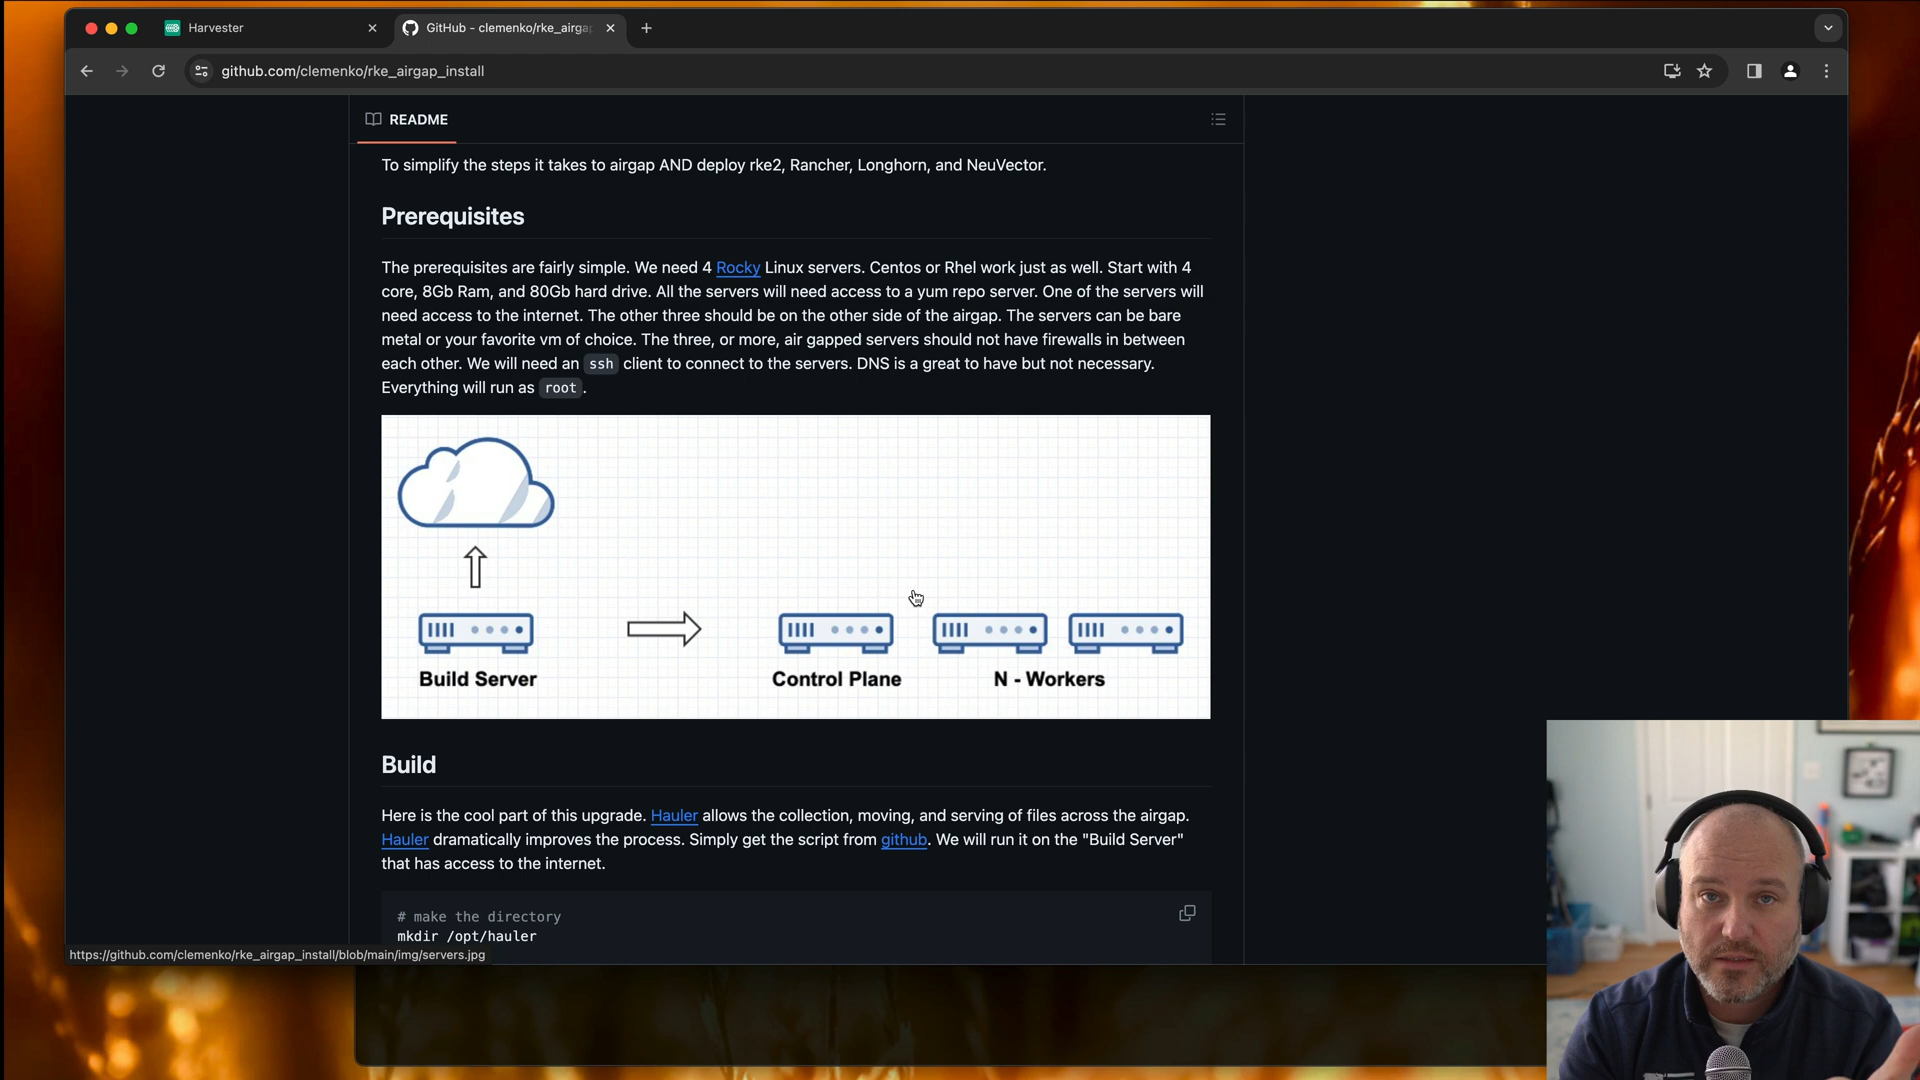 Harvester
GitHub - clemenko/rke_airga
github.com/clemenko/rke_airgap_install
README
To simplify the steps it takes to airgap AND deploy rke2, Rancher, Longhorn, and NeuVector.
Prerequisites
The prerequisites are fairly simple. We need 4 Rocky Linux servers. Centos or Rhel work just as well. Start with 4
core, 8Gb Ram, and 80Gb hard drive. All the servers will need access to a yum repo server. One of the servers will
need access to the internet. The other three should be on the other side of the airgap. The servers can be bare
metal or your favorite vm of choice. The three, or more, air gapped servers should not have firewalls in between
each other. We will need an ssh client to connect to the servers. DNS is a great to have but not necessary.
Everything will run as root.
Build Server
Control Plane
N - Workers
Build
Here is the cool part of this upgrade. Hauler allows the collection, moving, and serving of files across the airgap.
Hauler dramatically improves the process. Simply get the script from github. We will run it on the "Build Server"
that has access to the internet.
# make the directory
mkdir /opt/hauler
https://github.com/clemenko/rke_airgap_install/blob/main/img/servers.jpg